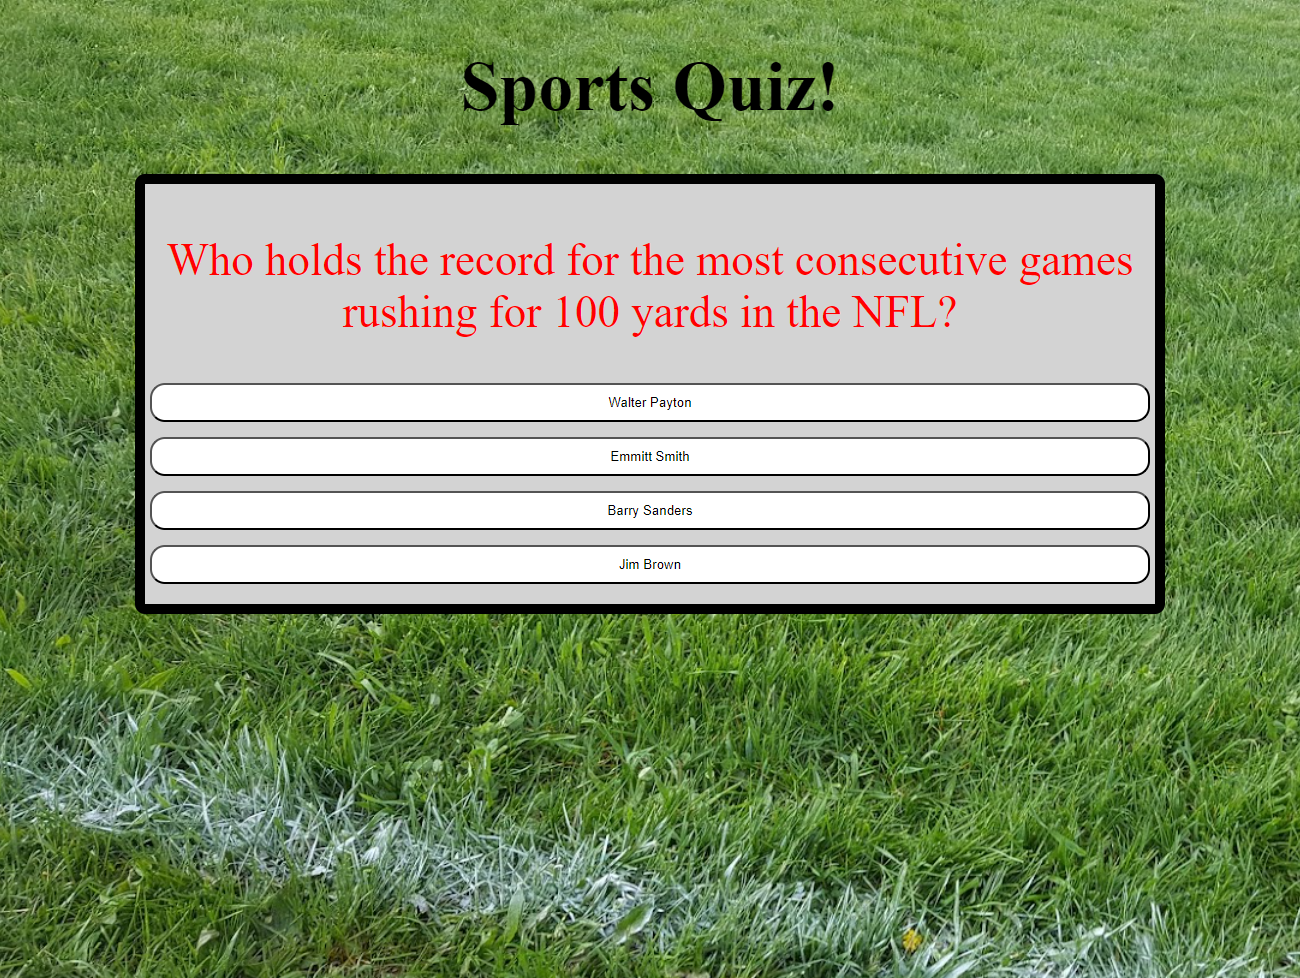 Sports Quiz!
Who holds the record for the most consecutive games
rushing for 100 yards in the NFL?
Walter Payton
Emmitt Smith
Barry Sanders
Jim Brown